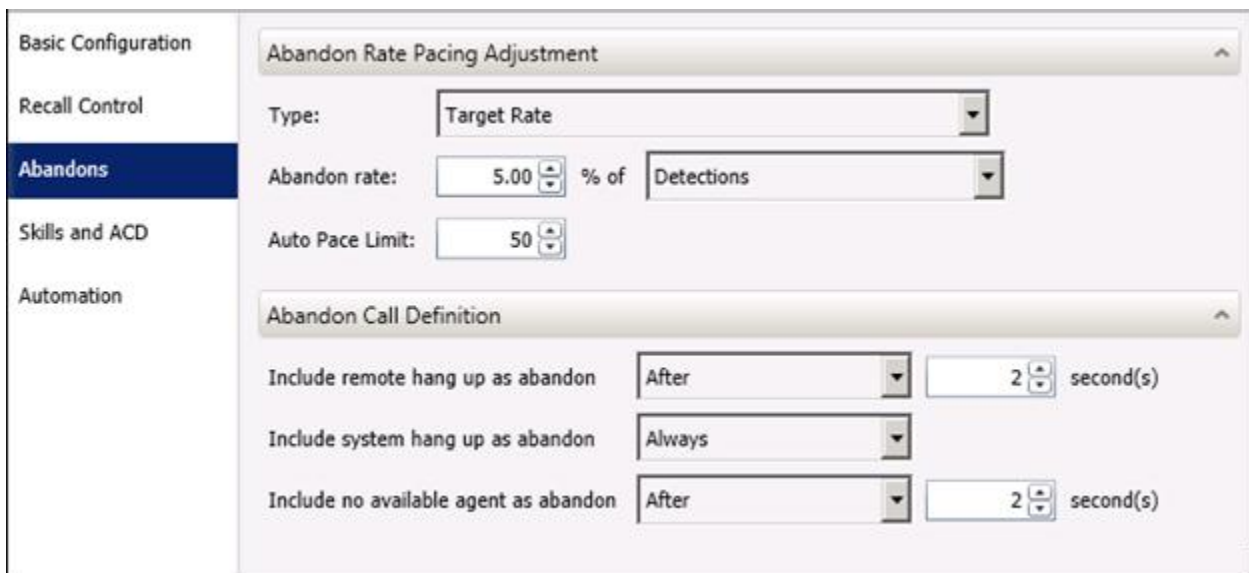 Basic Configuration
Recall Control
Abandons
Skills and ACD
Automation
Abandon Rate Pacing Adjustment
Type: Target Rate
Abandon rate: 5.00 % of Detections
Auto Pace Limit: 50
Abandon Call Definition
Include remote hang up as abandon After 2 second(s)
Include system hang up as abandon Always
Include no available agent as abandon After 2 second(s)